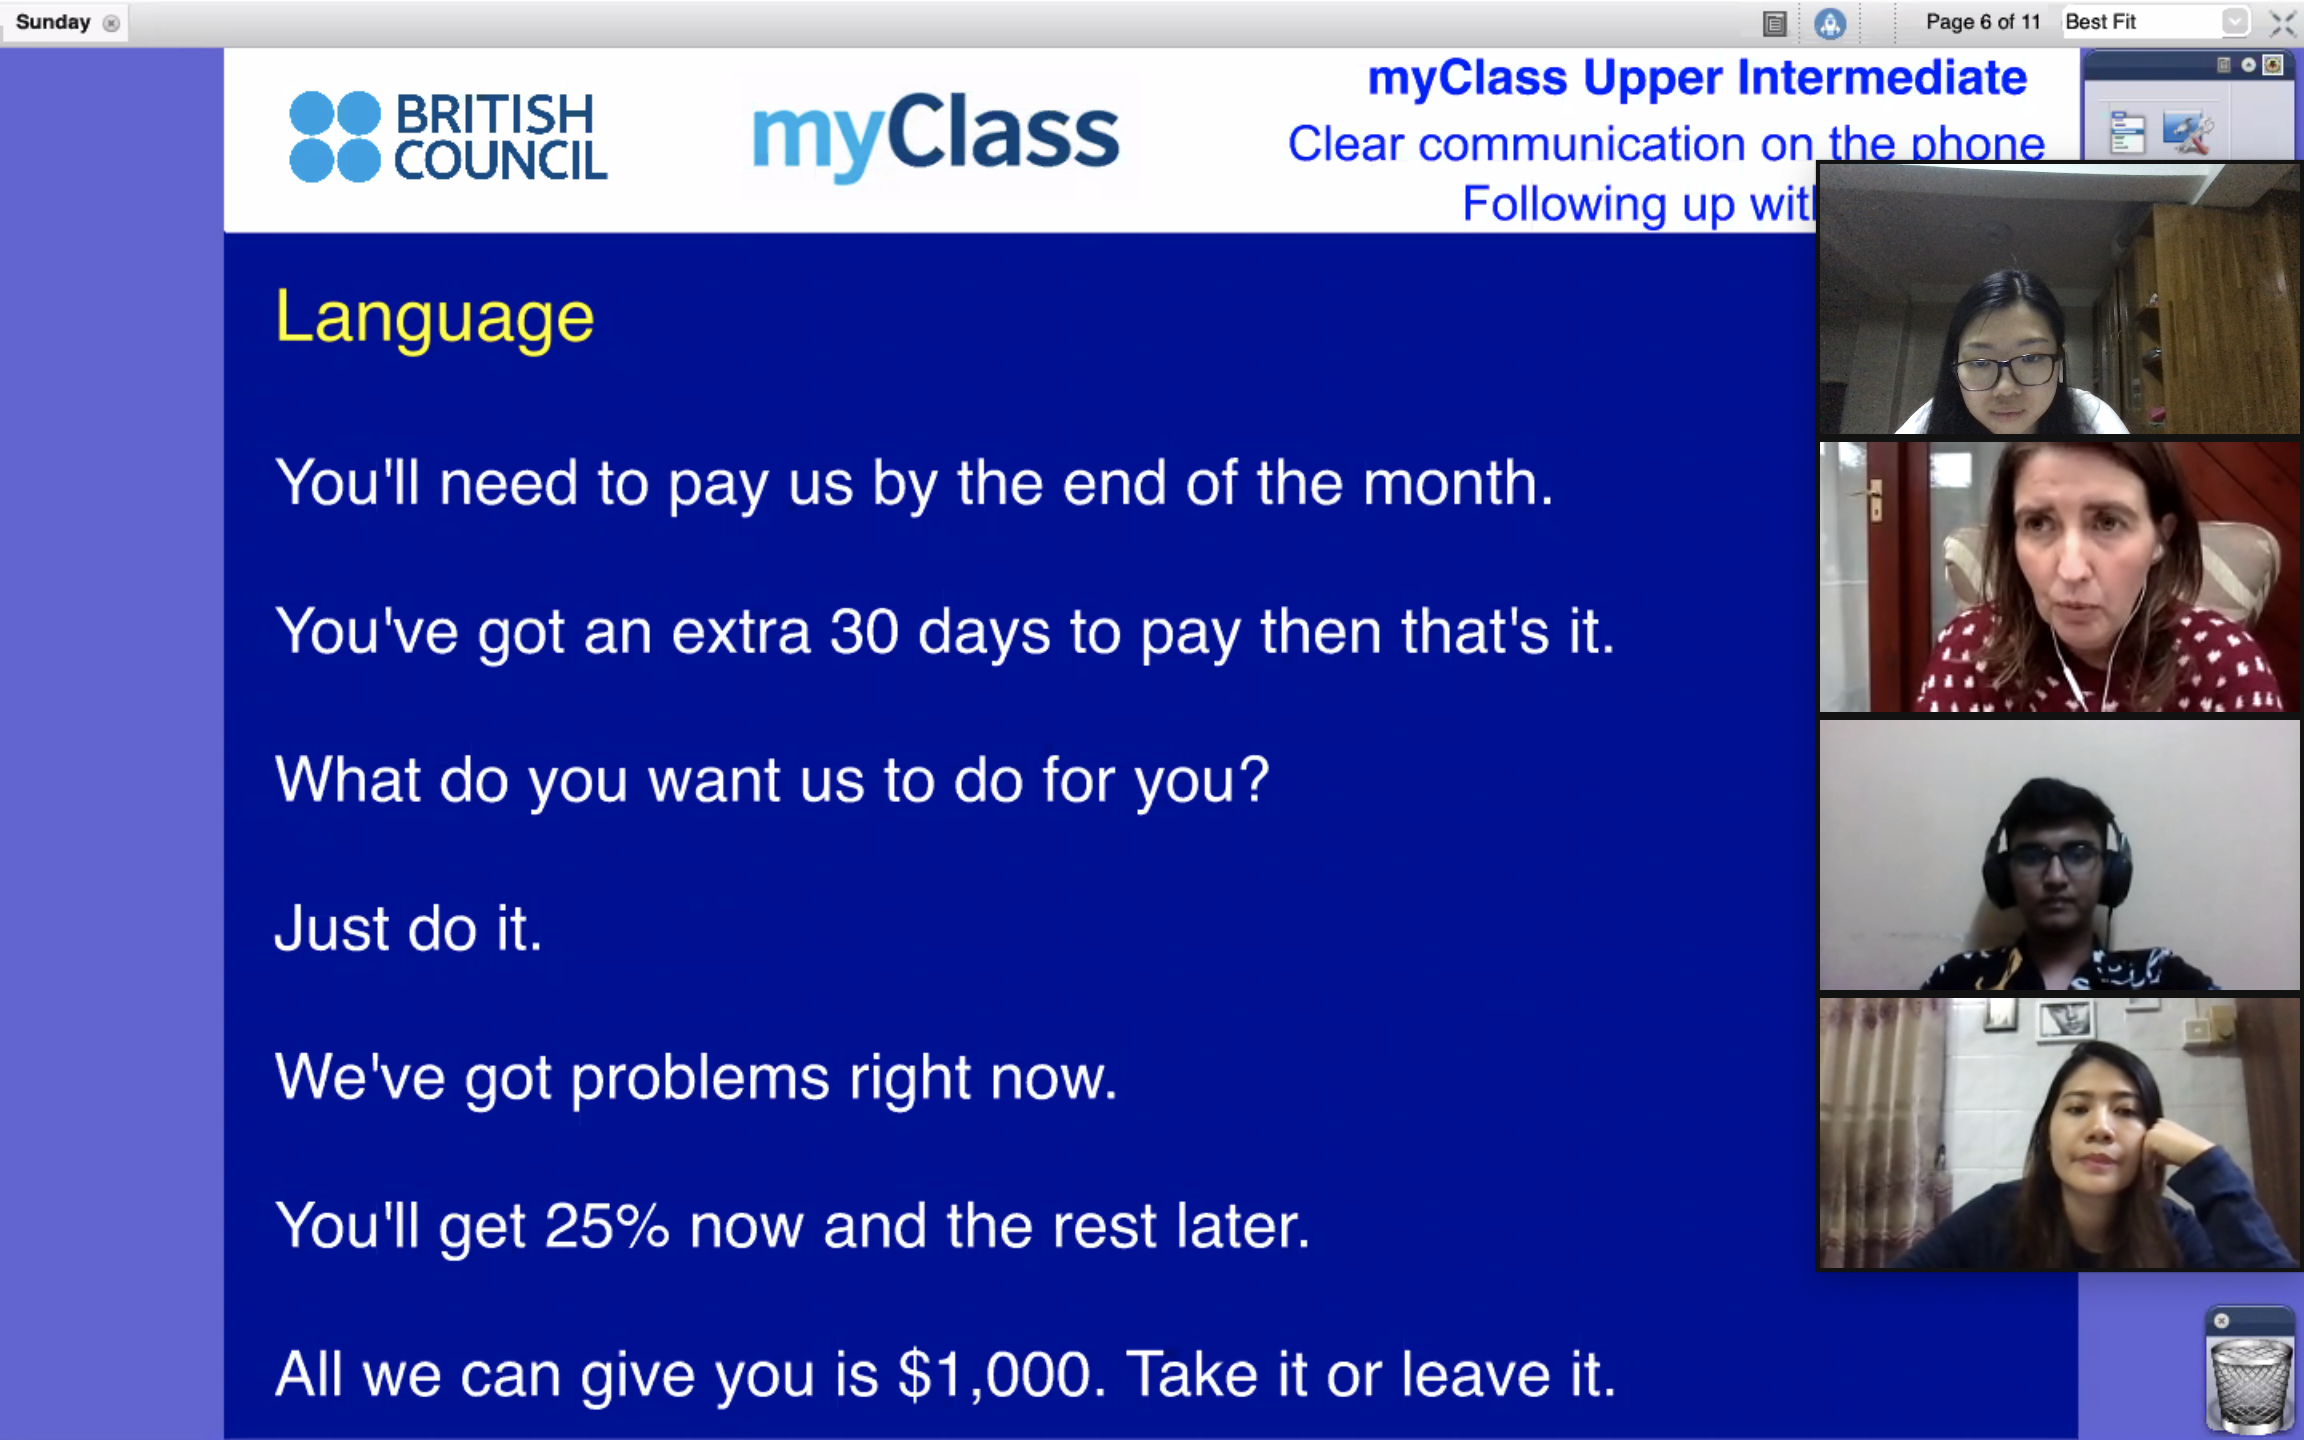 Sunday
Page 6 of 11
Best Fit
BRITISH
COUNCIL
myClass
myClass Upper Intermediate
Clear communication on the phone
Following up
Language
You'll need to pay us by the end of the month.
You've got an extra 30 days to pay then that's it.
What do you want us to do for you?
Just do it.
We've got problems right now.
You'll get 25% now and the rest later.
All we can give you is $1,000. Take it or leave it.